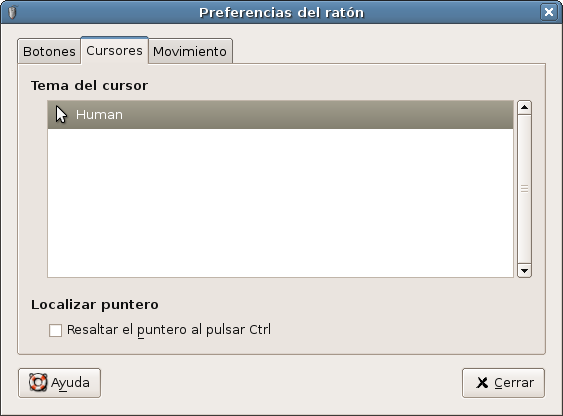 Preferencias del ratón
Botones Cursores Movimiento
Tema del cursor
Human
Localizar puntero
Resaltar el puntero al pulsar Ctrl
Ayuda Cerrar